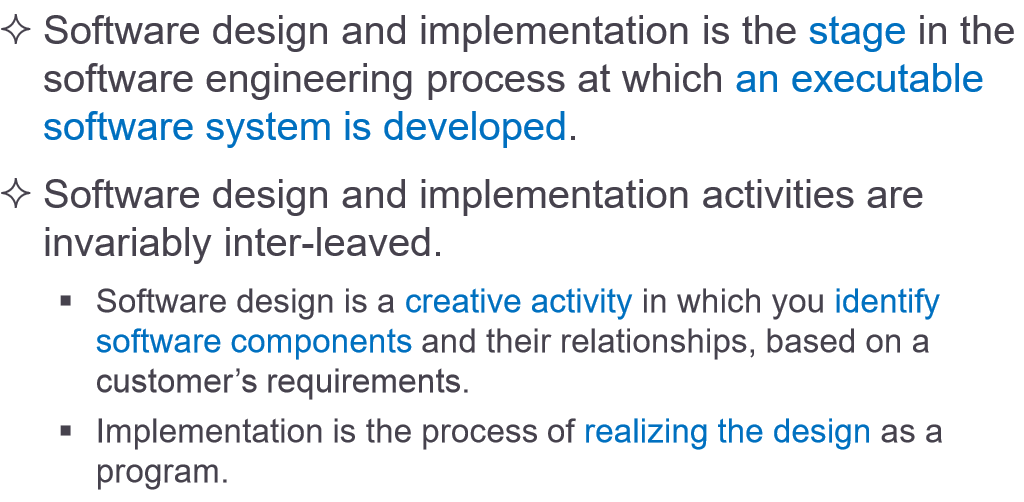 ✧ Software design and implementation is the stage in the
software engineering process at which an executable
software system is developed.
✧ Software design and implementation activities are
invariably inter-leaved.
▪ Software design is a creative activity in which you identify
software components and their relationships, based on a
customer’s requirements.
▪ Implementation is the process of realizing the design as a
program.